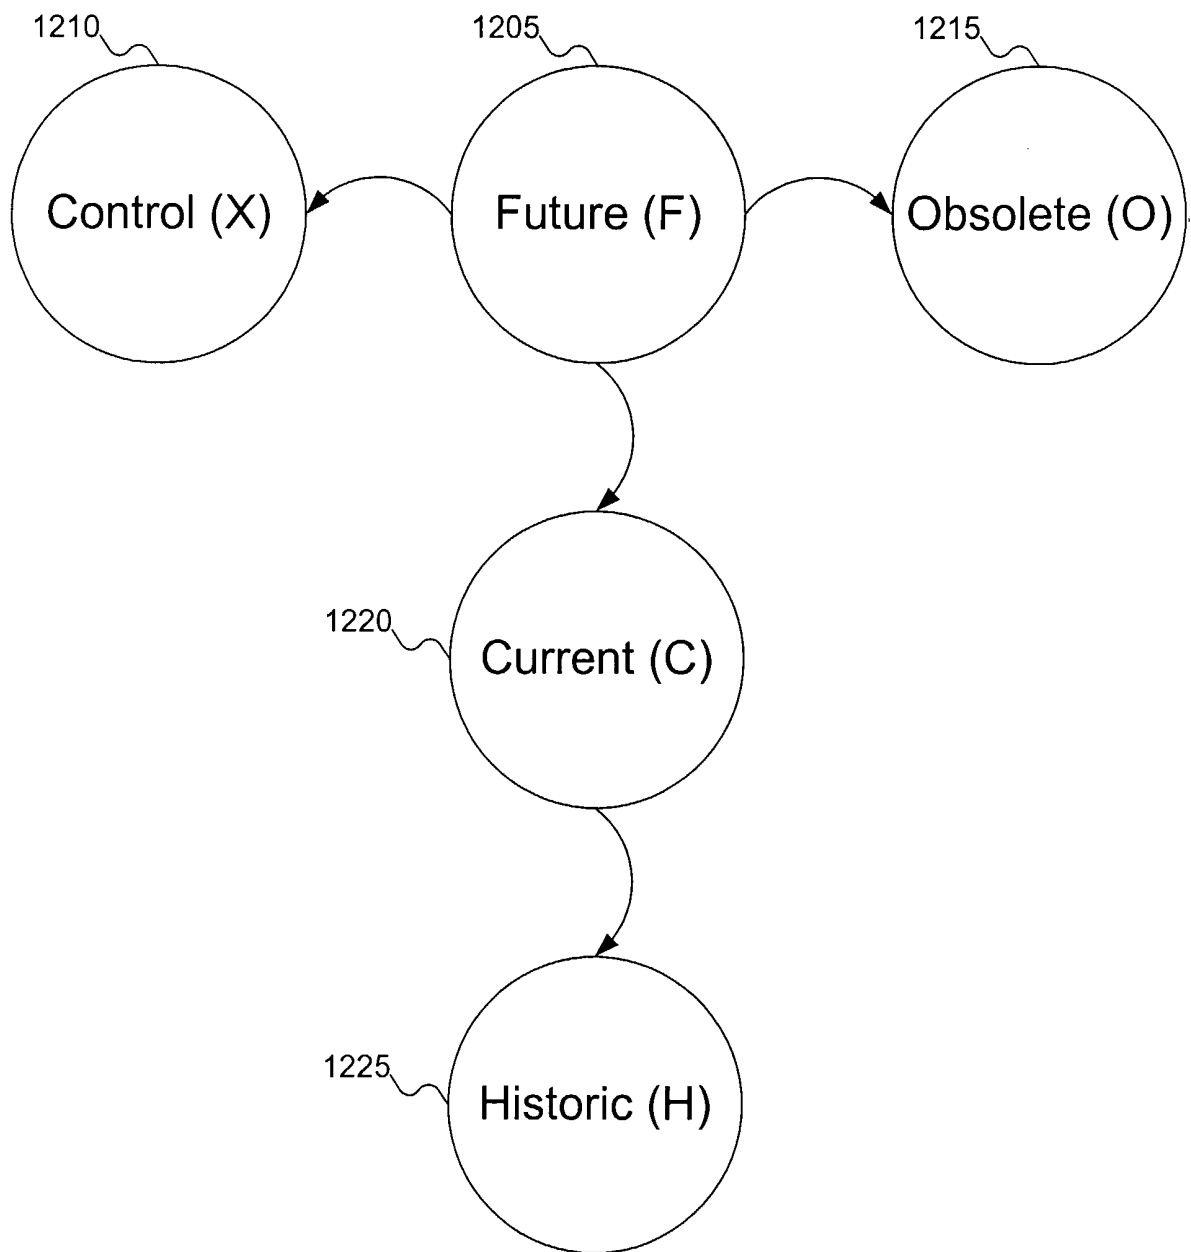 1210
1205
1215
Control (X)
Future (F)
Obsolete (O)
1220
Current (C)
1225
Historic (H)